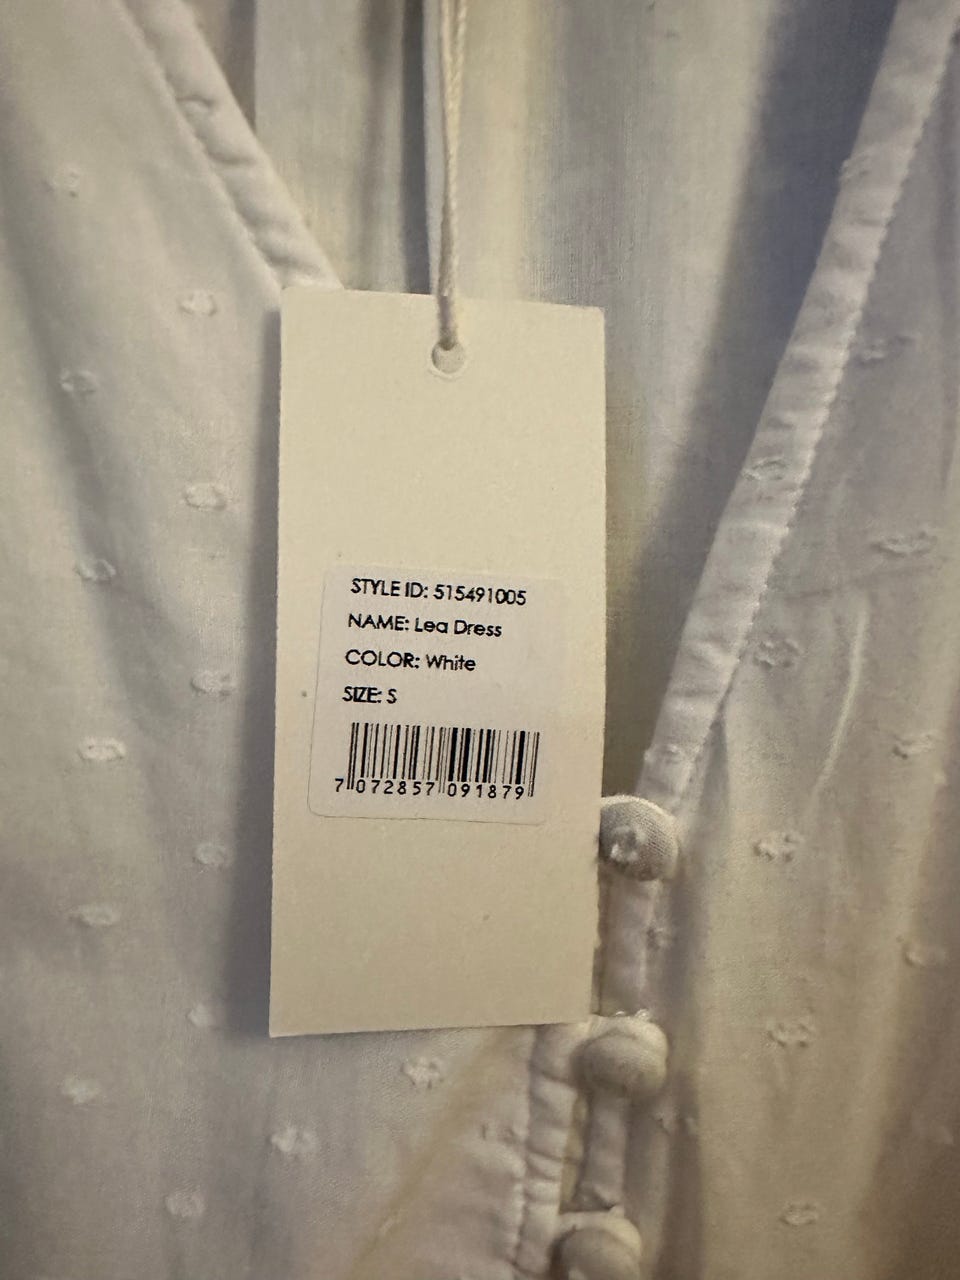 STYLE ID: 515491005
NAME: Lea Dress
COLOR: White
SIZE: S
7 072857 091879